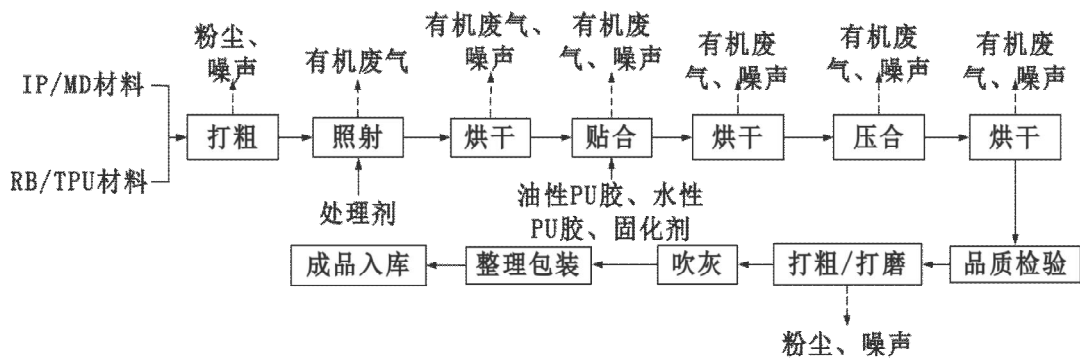 粉尘、
噪声
有机废气
有机废气、
噪声
有机废
气、噪声
有机废
气、噪声
有机废
气、噪声
有机废
气、噪声
IP/MD材料
RB/TPU材料
打粗
照射
烘干
贴合
烘干
压合
烘干
处理剂
油性PU胶、水性
PU胶、固化剂
成品入库
整理包装
吹灰
打粗/打磨
品质检验
粉尘、噪声